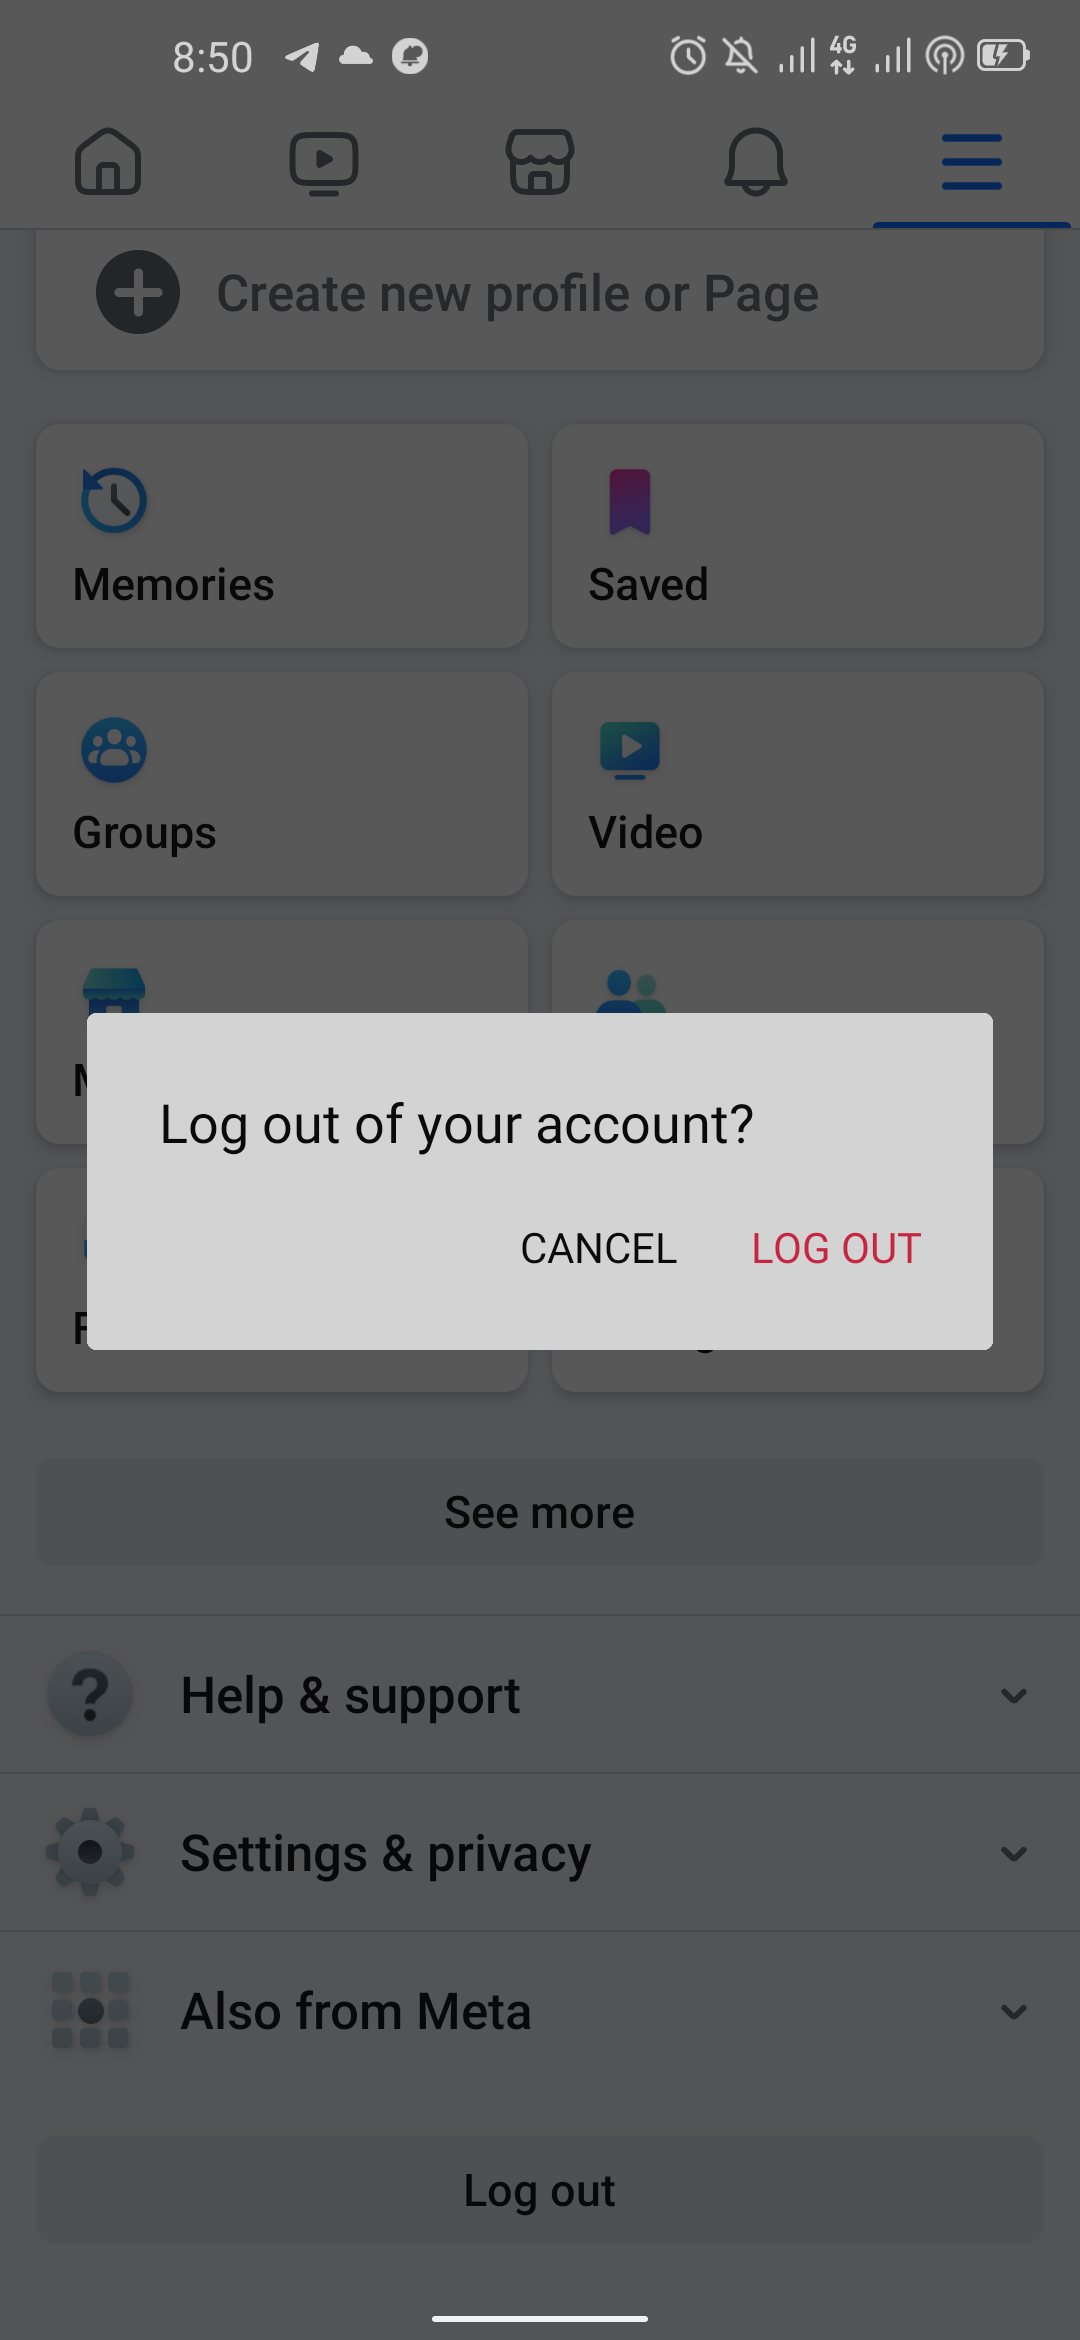 8:50
4G
Create new profile or Page
Memories
Saved
Groups
Video
Log out of your account?
CANCEL
LOG OUT
See more
Help & support
Settings & privacy
Also from Meta
Log out